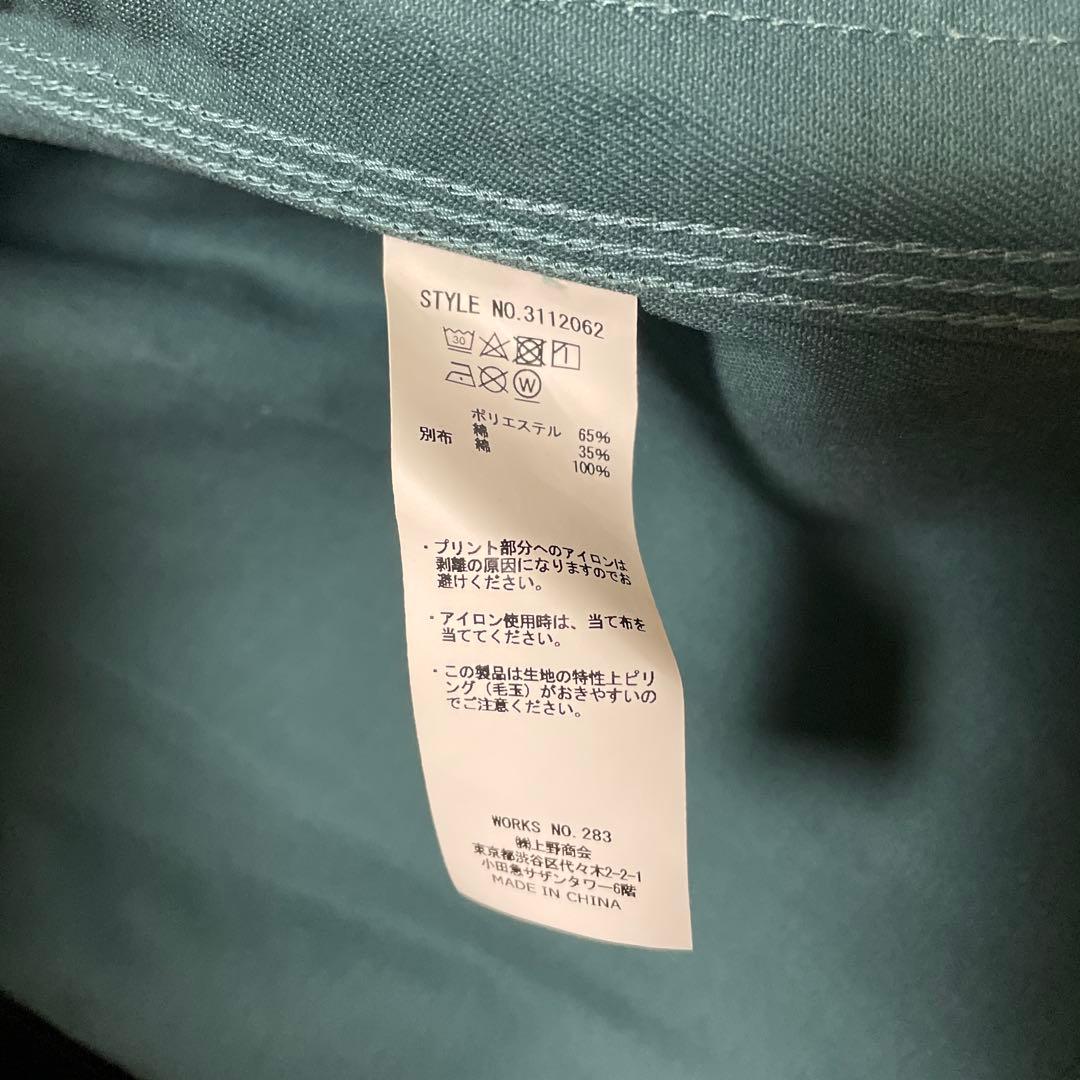 STYLE NO.3112062
30
W
ポリエステル 65%
綿 35%
別布 綿 100%
・プリント部分へのアイロンは
剥離の原因になりますのでお
避けください。
・アイロン使用時は、当て布を
当ててください。
・この製品は生地の特性上ピリ
ング(毛玉)がおきやすいの
でご注意ください。
WORKS NO.283
㈱上野商会
東京都渋谷区代々木2-2-1
小田急サザンタワー6階
MADE IN CHINA